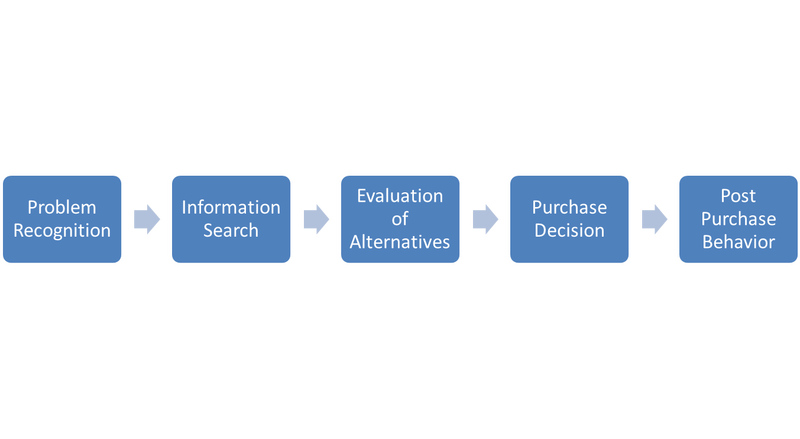 Problem
Recognition
Information
Search
Evaluation
of
Alternatives
Purchase
Decision
Post
Purchase
Behavior